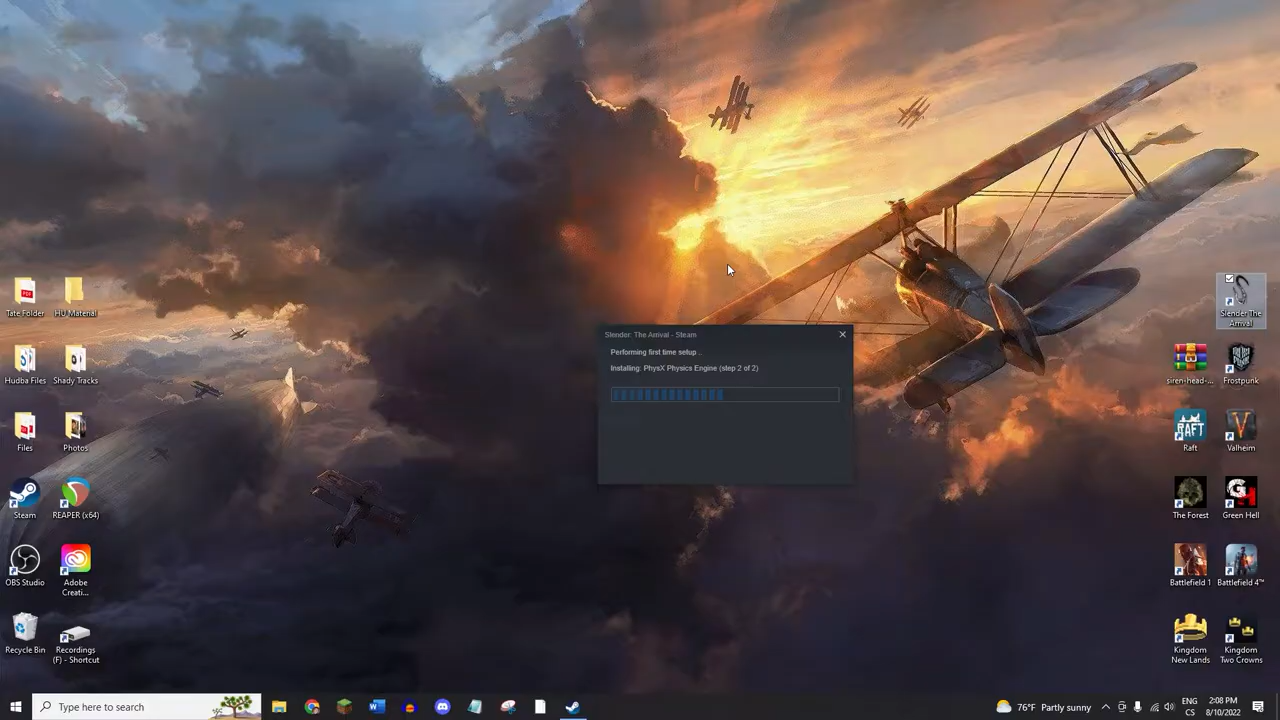 Slender: The Arrival - Steam
Performing first time setup ..
Installing: PhysX Physics Engine (step 2 of 2)
Tate Folder
HU Material
Hudba Files
Shady Tracks
Files
Photos
Steam
REAPER (x64)
OBS Studio
Adobe
Creati...
Recycle Bin
Recordings
(F) - Shortcut
Slender The
Arrival
siren-head-...
Frostpunk
RAFT
Raft
Valheim
The Forest
Green Hell
Battlefield 1
Battlefield 4™
Kingdom
New Lands
Kingdom
Two Crowns
Type here to search
76°F Partly sunny
ENG
CS
2:08 PM
8/10/2022